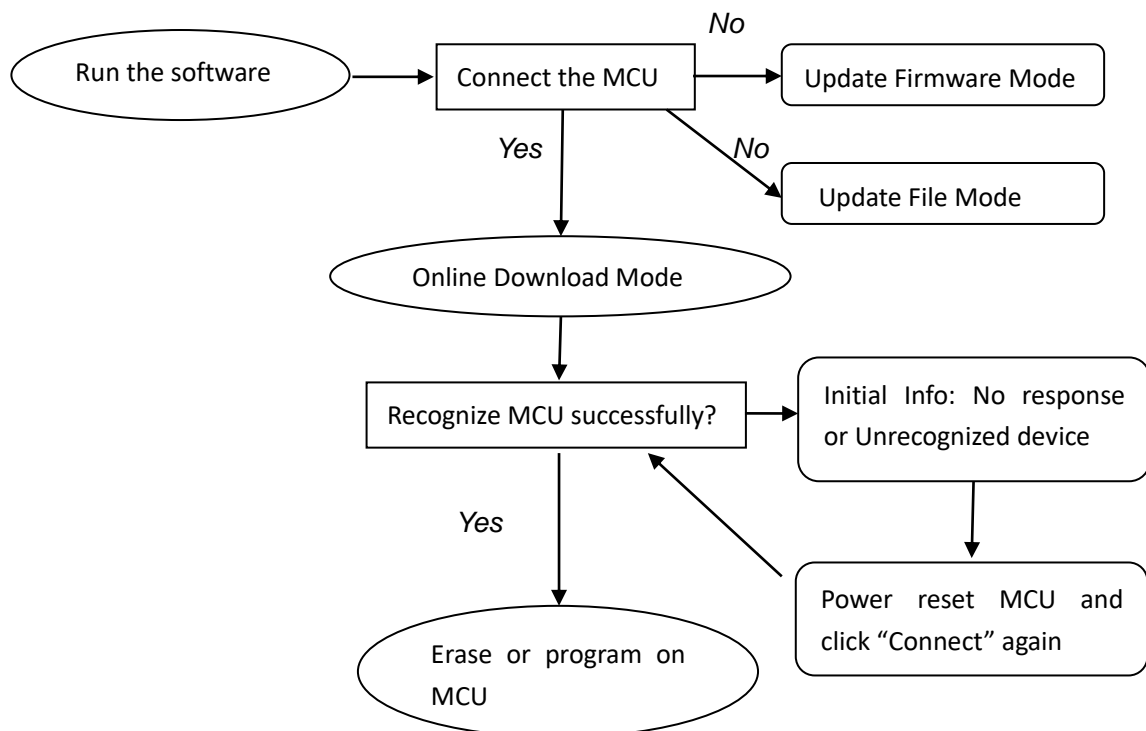 No
Run the software
Connect the MCU
Update Firmware Mode
Yes
No
Update File Mode
Online Download Mode
Initial Info: No response
or Unrecognized device
Recognize MCU successfully?
Yes
Power reset MCU and
click “Connect” again
Erase or program on
MCU